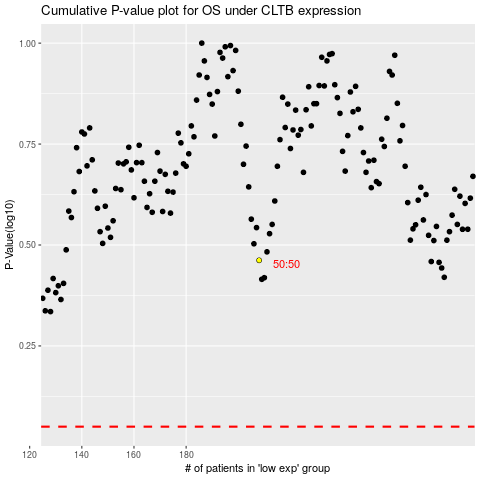 Cumulative P-value plot for OS under CLTB expression
P-Value(log10)
1.00
0.75
0.50
0.25
50:50
120 140 160 180
# of patients in 'low exp' group